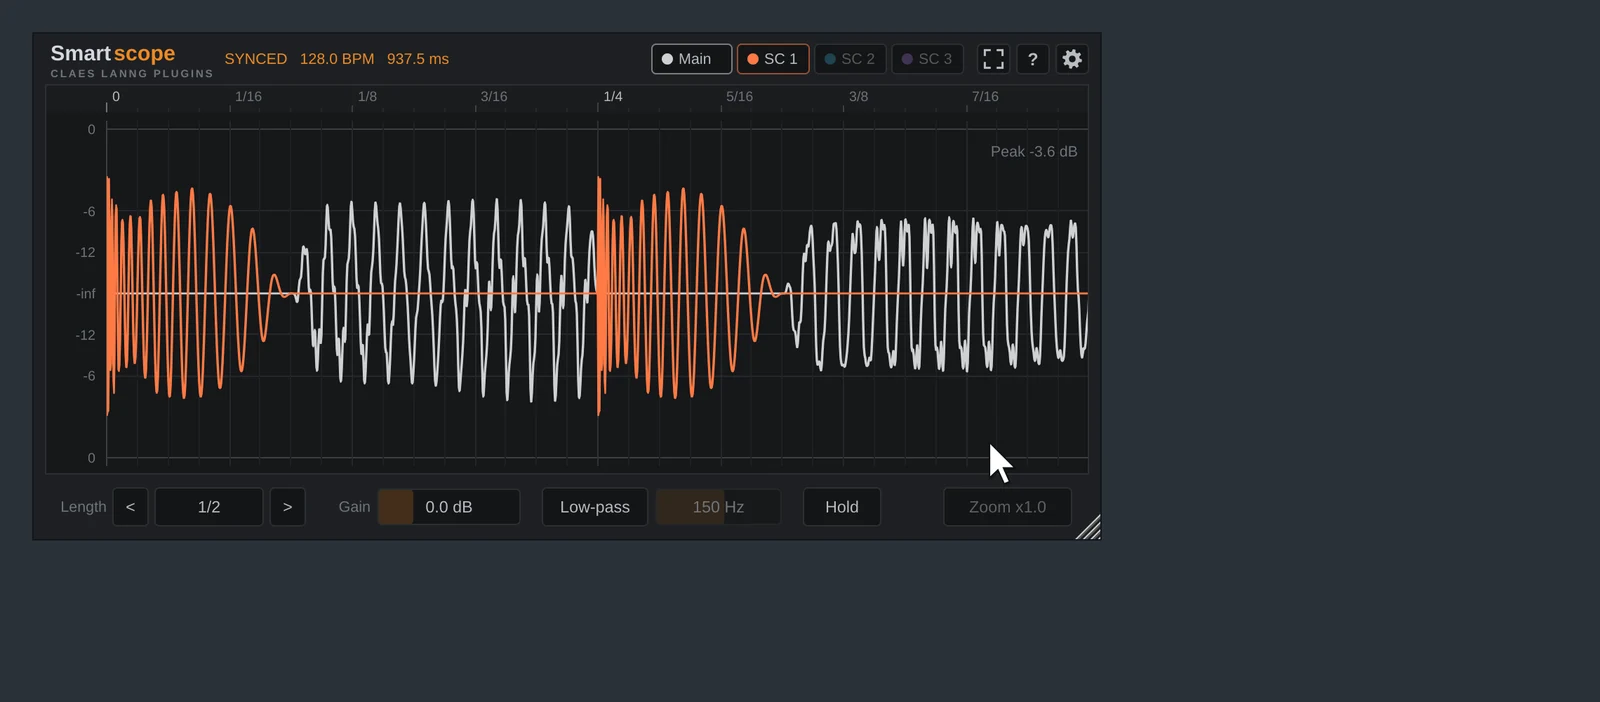 Smartscope
CLAES LANNG PLUGINS
SYNCED 128.0 BPM 937.5 ms
Main SC 1 SC 2 SC 3 ?
0 1/16 1/8 3/16 1/4 5/16 3/8 7/16
0
Peak -3.6 dB
-6
-12
-inf
-12
-6
0
Length < 1/2 > Gain 0.0 dB Low-pass 150 Hz Hold Zoom x1.0